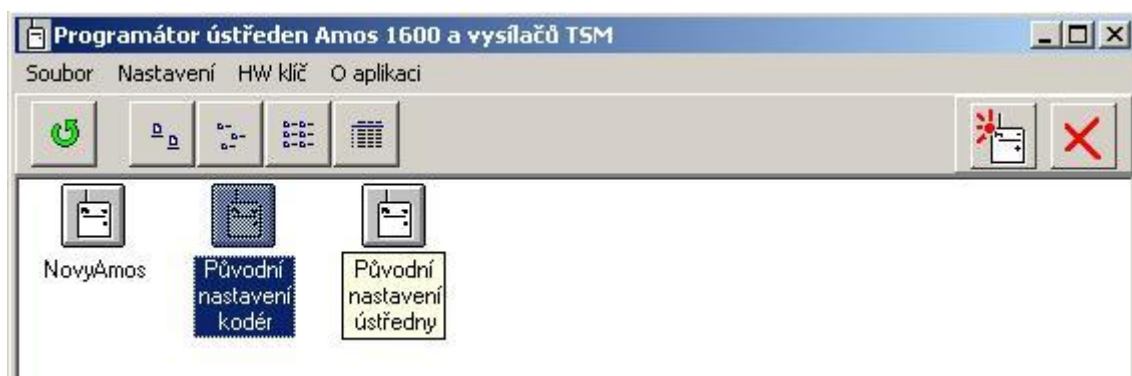 Programátor ústředen Amos 1600 a vysílačů TSM
Soubor Nastavení HW klíč O aplikaci
NovyAmos
Původní
nastavení
kodér
Původní
nastavení
ústředny